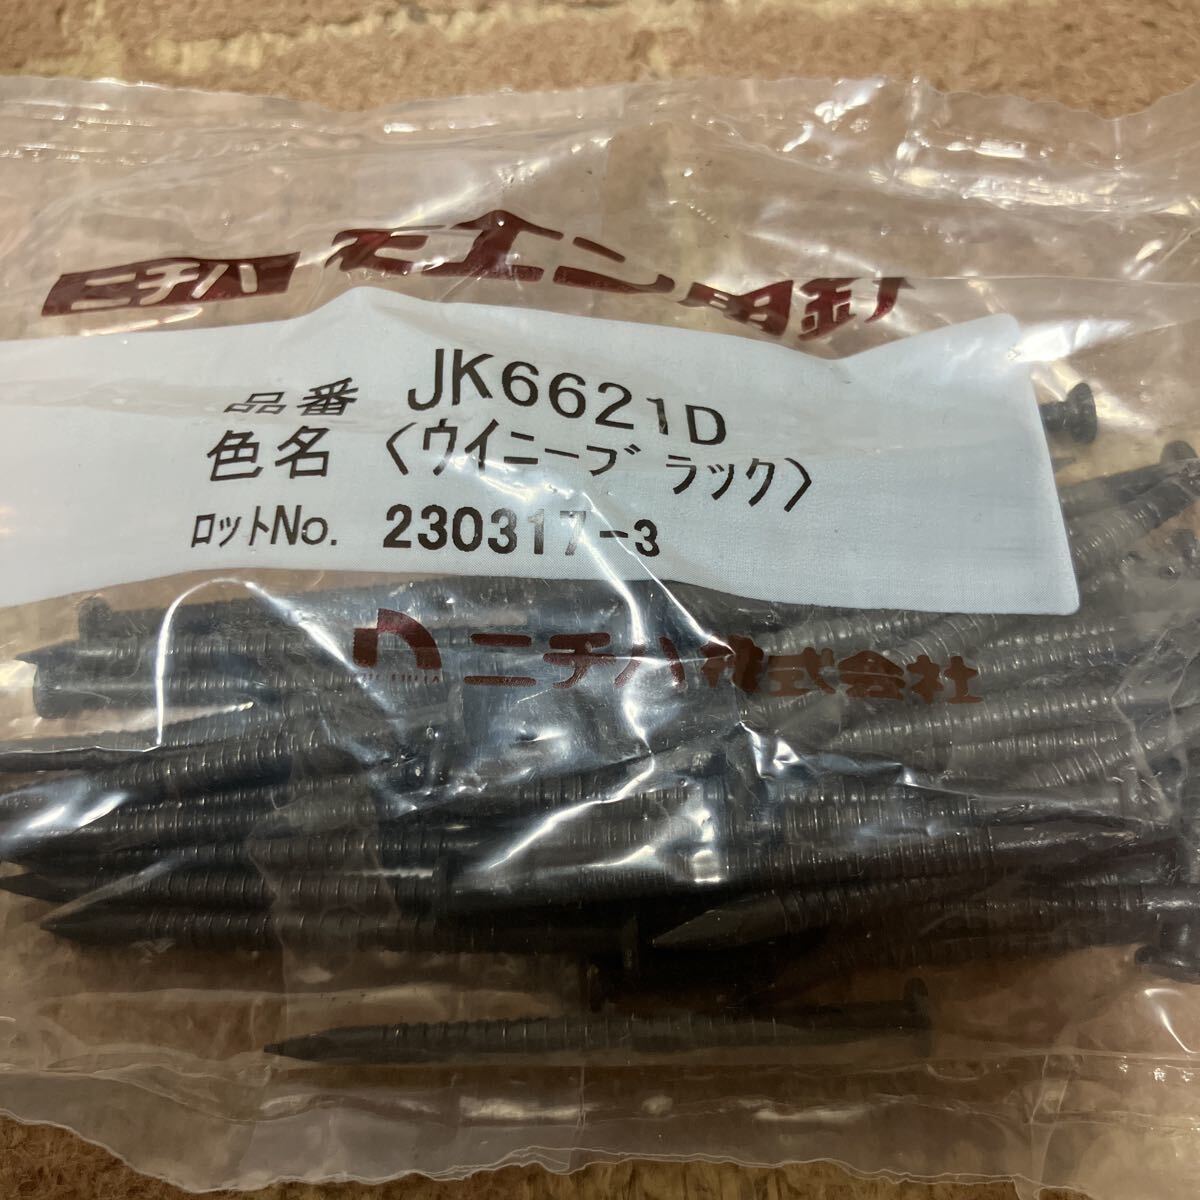 ニチハ モエン用釘
品番 JK6621D
色名 〈ウイニーブラック〉
ロットNo. 230317-3
ニチハ株式会社